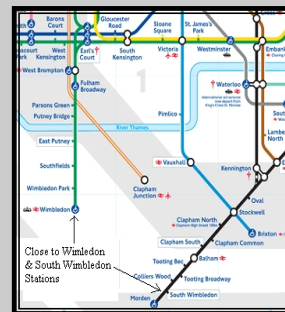 Barons
Court
Gloucester
Road
Sloane
Square
St. James's
Park
West
Kensington
Earl's
Court
South
Kensington
Victoria
Westminster
West Brompton
Fulham
Broadway
1
Waterloo
Parsons Green
Putney Bridge
River Thames
Pimlico
East Putney
Southfields
Vauxhall
Kennington
Wimbledon Park
Clapham
Junction
Oval
Stockwell
Wimbledon
Clapham North
Brixton
Clapham South
Clapham Common
Close to Wimledon
& South Wimbledon
Stations
Balham
Tooting Bec
Colliers Wood
Tooting Broadway
South Wimbledon
Morden